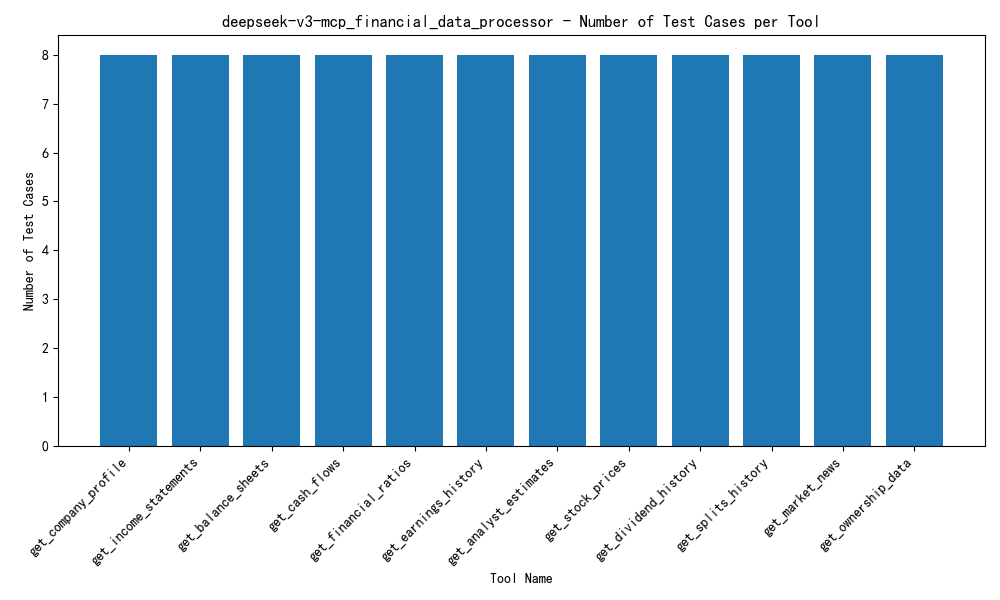 deepseek-v3-mcp_financial_data_processor - Number of Test Cases per Tool
8
7
6
5
4
3
2
1
0
Number of Test Cases
get_company_profile
get_income_statements
get_balance_sheets
get_cash_flows
get_financial_ratios
get_earnings_history
get_analyst_estimates
get_stock_prices
get_dividend_history
get_splits_history
get_market_news
get_ownership_data
Tool Name